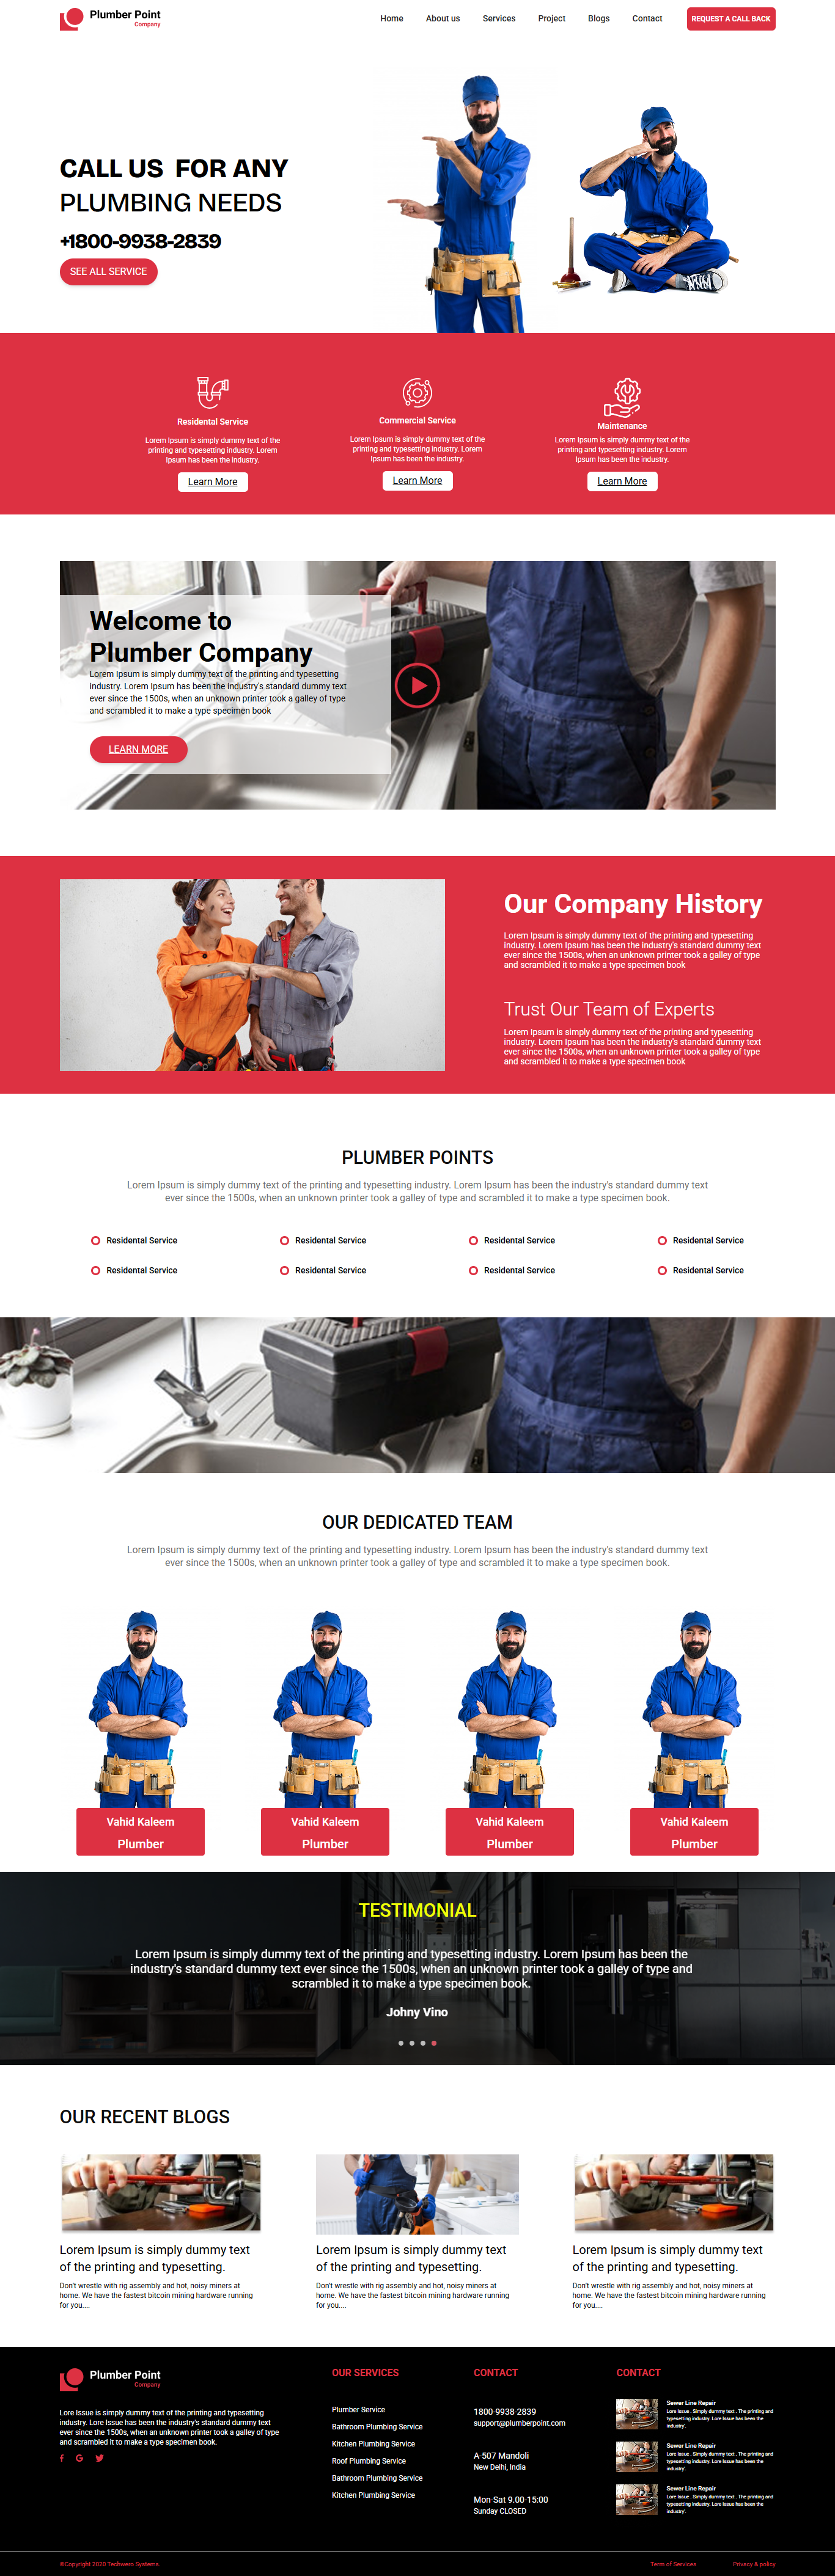 Plumber Point
Company
Home
About us
Services
Project
Blogs
Contact
REQUEST A CALL BACK
CALL US FOR ANY
PLUMBING NEEDS
+1800-9938-2839
SEE ALL SERVICE
Residental Service
Lorem Ipsum is simply dummy text of the
printing and typesetting industry. Lorem
Ipsum has been the industry.
Learn More
Commercial Service
Lorem Ipsum is simply dummy text of the
printing and typesetting industry. Lorem
Ipsum has been the industry.
Learn More
Maintenance
Lorem Ipsum is simply dummy text of the
printing and typesetting industry. Lorem
Ipsum has been the industry.
Learn More
Welcome to
Plumber Company
Lorem Ipsum is simply dummy text of the printing and typesetting
industry. Lorem Ipsum has been the industry's standard dummy text
ever since the 1500s, when an unknown printer took a galley of type
and scrambled it to make a type specimen book
LEARN MORE
Our Company History
Lorem Ipsum is simply dummy text of the printing and typesetting
industry. Lorem Ipsum has been the industry's standard dummy text
ever since the 1500s, when an unknown printer took a galley of type
and scrambled it to make a type specimen book
Trust Our Team of Experts
Lorem Ipsum is simply dummy text of the printing and typesetting
industry. Lorem Ipsum has been the industry's standard dummy text
ever since the 1500s, when an unknown printer took a galley of type
and scrambled it to make a type specimen book
PLUMBER POINTS
Lorem Ipsum is simply dummy text of the printing and typesetting industry. Lorem Ipsum has been the industry's standard dummy text
ever since the 1500s, when an unknown printer took a galley of type and scrambled it to make a type specimen book.
Residental Service
Residental Service
Residental Service
Residental Service
Residental Service
Residental Service
Residental Service
Residental Service
OUR DEDICATED TEAM
Lorem Ipsum is simply dummy text of the printing and typesetting industry. Lorem Ipsum has been the industry's standard dummy text
ever since the 1500s, when an unknown printer took a galley of type and scrambled it to make a type specimen book.
Vahid Kaleem
Plumber
Vahid Kaleem
Plumber
Vahid Kaleem
Plumber
Vahid Kaleem
Plumber
TESTIMONIAL
Lorem Ipsum is simply dummy text of the printing and typesetting industry. Lorem Ipsum has been the
industry's standard dummy text ever since the 1500s, when an unknown printer took a galley of type and
scrambled it to make a type specimen book.
Johny Vino
OUR RECENT BLOGS
Lorem Ipsum is simply dummy text
of the printing and typesetting.
Don't wrestle with rig assembly and hot, noisy miners at
home. We have the fastest bitcoin mining hardware running
for you....
Lorem Ipsum is simply dummy text
of the printing and typesetting.
Don't wrestle with rig assembly and hot, noisy miners at
home. We have the fastest bitcoin mining hardware running
for you....
Lorem Ipsum is simply dummy text
of the printing and typesetting.
Don't wrestle with rig assembly and hot, noisy miners at
home. We have the fastest bitcoin mining hardware running
for you....
Plumber Point
Company
Lore Issue is simply dummy text of the printing and typesetting
industry. Lore Issue has been the industry's standard dummy text
ever since the 1500s, when an unknown printer took a galley of type
and scrambled it to make a type specimen book.
OUR SERVICES
Plumber Service
Bathroom Plumbing Service
Kitchen Plumbing Service
Roof Plumbing Service
Bathroom Plumbing Service
Kitchen Plumbing Service
CONTACT
1800-9938-2839
support@plumberpoint.com
A-507 Mandoli
New Delhi, India
Mon-Sat 9.00-15:00
Sunday CLOSED
CONTACT
Sewer Line Repair
Lore Issue . Simply dummy text . The printing and
typesetting industry. Lore Issue has been the
industry'.
Sewer Line Repair
Lore Issue . Simply dummy text . The printing and
typesetting industry. Lore Issue has been the
industry'.
Sewer Line Repair
Lore Issue . Simply dummy text . The printing and
typesetting industry. Lore Issue has been the
industry'.
©Copyright 2020 Techwaro Systems.
Term of Services
Privacy & policy